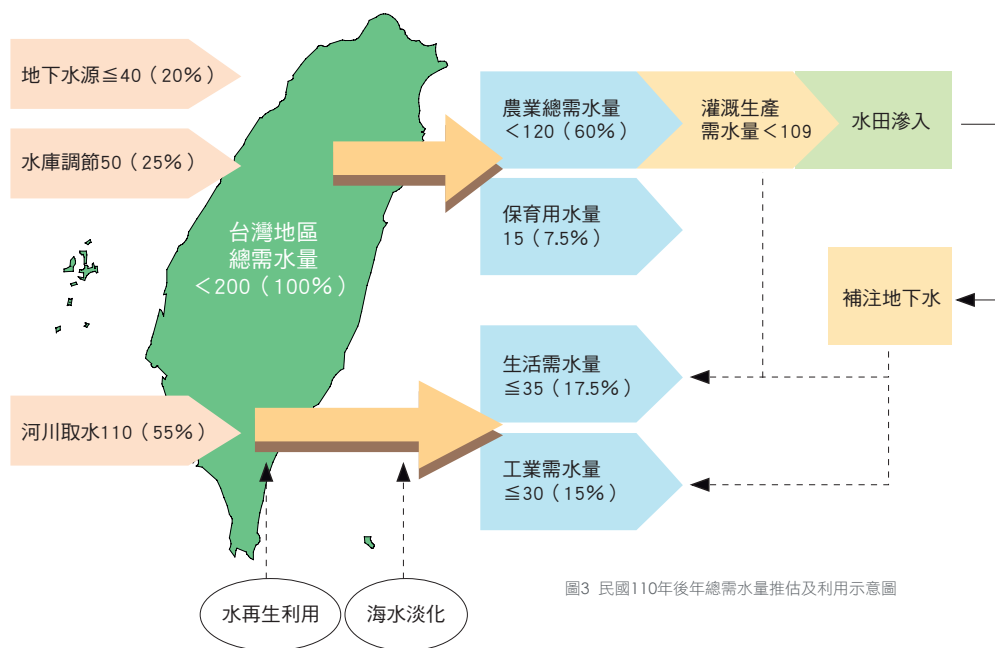 地下水源≦40（20%）
水庫調節50（25%）
河川取水110（55%）
台灣地區
總需水量
＜200（100%）
農業總需水量
＜120（60%）
灌溉生產
需水量＜109
水田滲入
保育用水量
15（7.5%）
補注地下水
生活需水量
≦35（17.5%）
工業需水量
≦30（15%）
水再生利用
海水淡化
圖3 民國110年後年總需水量推估及利用示意圖